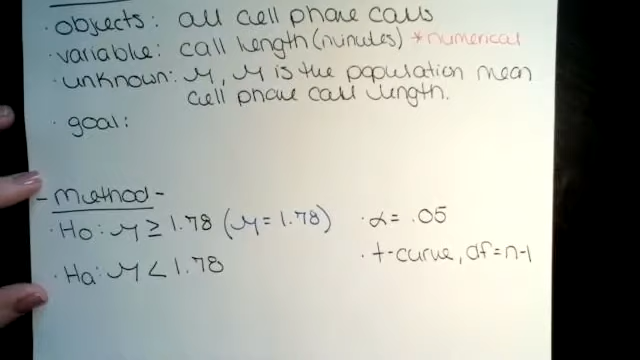 · objects: all cell phone calls
· variable: call length (minutes) *numerical
· unknown: μ, μ is the population mean
cell phone call length.
· goal:
- Method -
· Ho: μ ≥ 1.78 (μ = 1.78)
· α = .05
· Ha: μ < 1.78
· t-curve, df = n-1